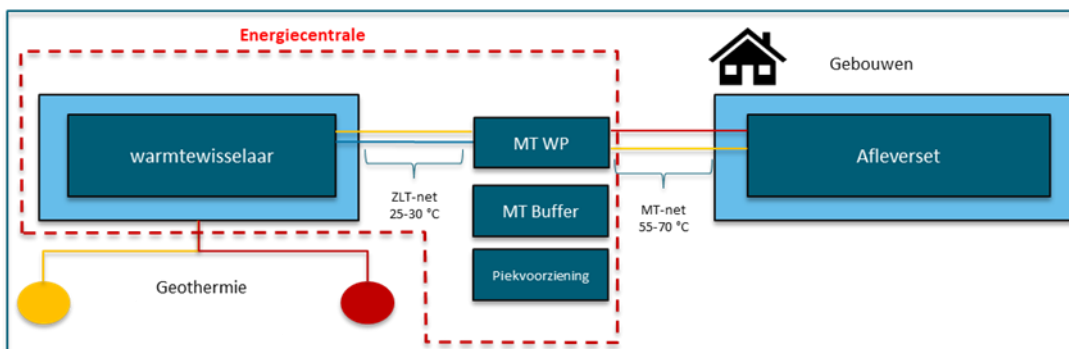 Energiecentrale
Gebouwen
warmtewisselaar
MT WP
Afleverset
ZLT-net
25-30 °C
MT Buffer
MT-net
55-70 °C
Piekvoorziening
Geothermie